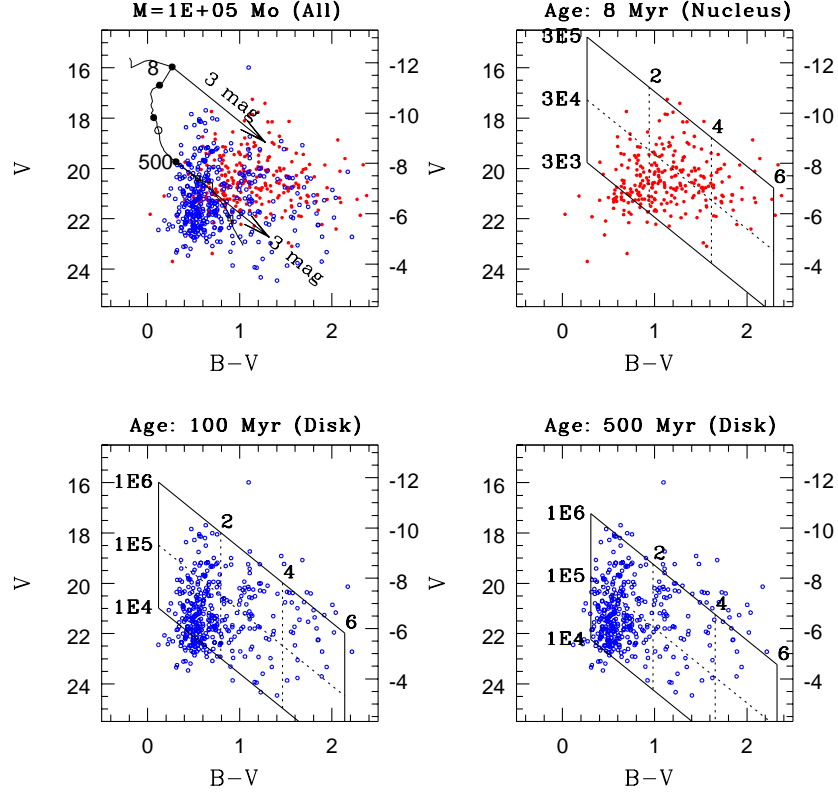 M=1E+05 Mo (All)
Age: 8 Myr (Nucleus)
16
18
20
22
24
V
8
500
3 mag
3 mag
-12
-10
-8
-6
-4
0
1
2
B-V
16
18
20
22
24
V
3E5
3E4
3E3
2
4
6
-12
-10
-8
-6
-4
0
1
2
B-V
Age: 100 Myr (Disk)
Age: 500 Myr (Disk)
16
18
20
22
24
V
1E6
1E5
1E4
2
4
6
-12
-10
-8
-6
-4
0
1
2
B-V
16
18
20
22
24
V
1E6
1E5
1E4
2
4
6
-12
-10
-8
-6
-4
0
1
2
B-V